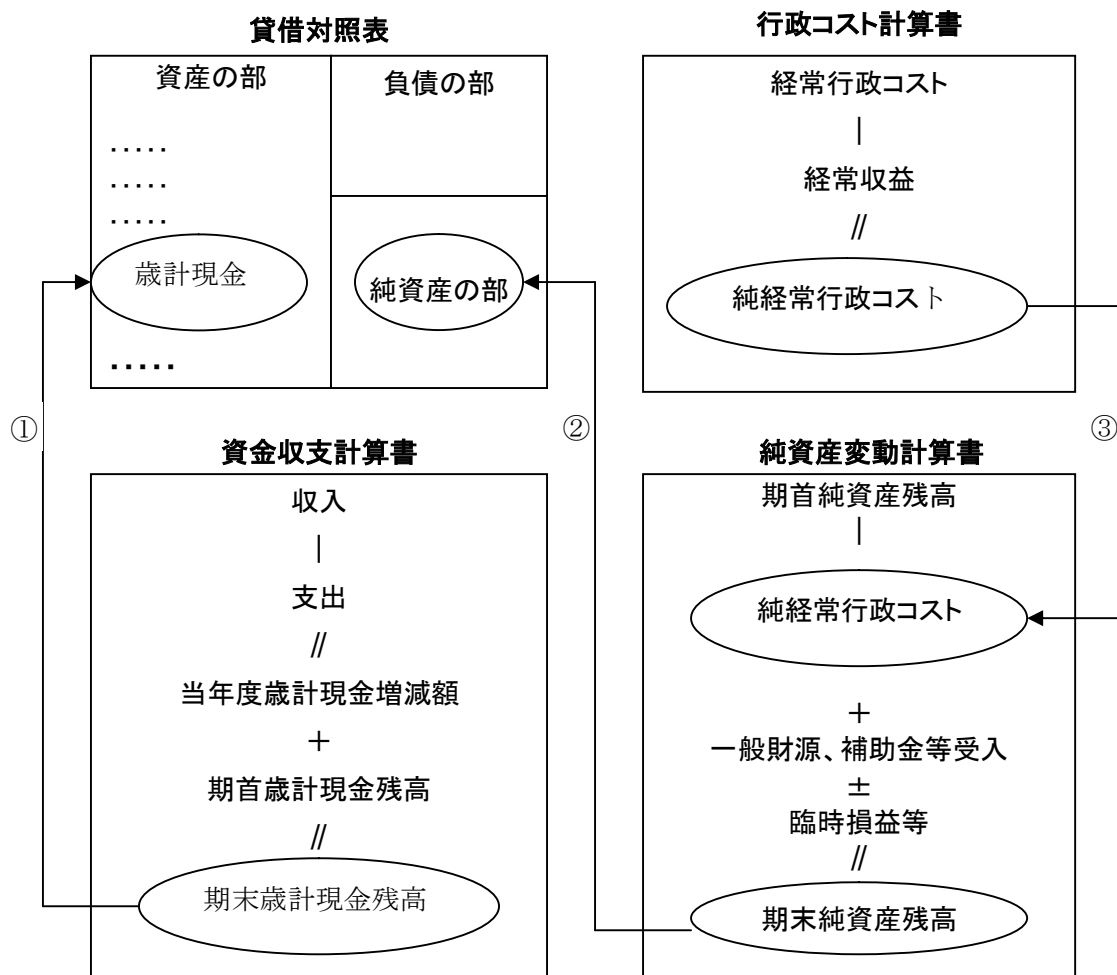 貸借対照表
資産の部
‥‥‥
‥‥‥
‥‥‥
歳計現金
‥‥‥
負債の部
純資産の部
行政コスト計算書
経常行政コスト
｜
経常収益
//
純経常行政コスト
①
②
③
資金収支計算書
収入
｜
支出
//
当年度歳計現金増減額
＋
期首歳計現金残高
//
期末歳計現金残高
純資産変動計算書
期首純資産残高
｜
純経常行政コスト
＋
一般財源、補助金等受入
±
臨時損益等
//
期末純資産残高